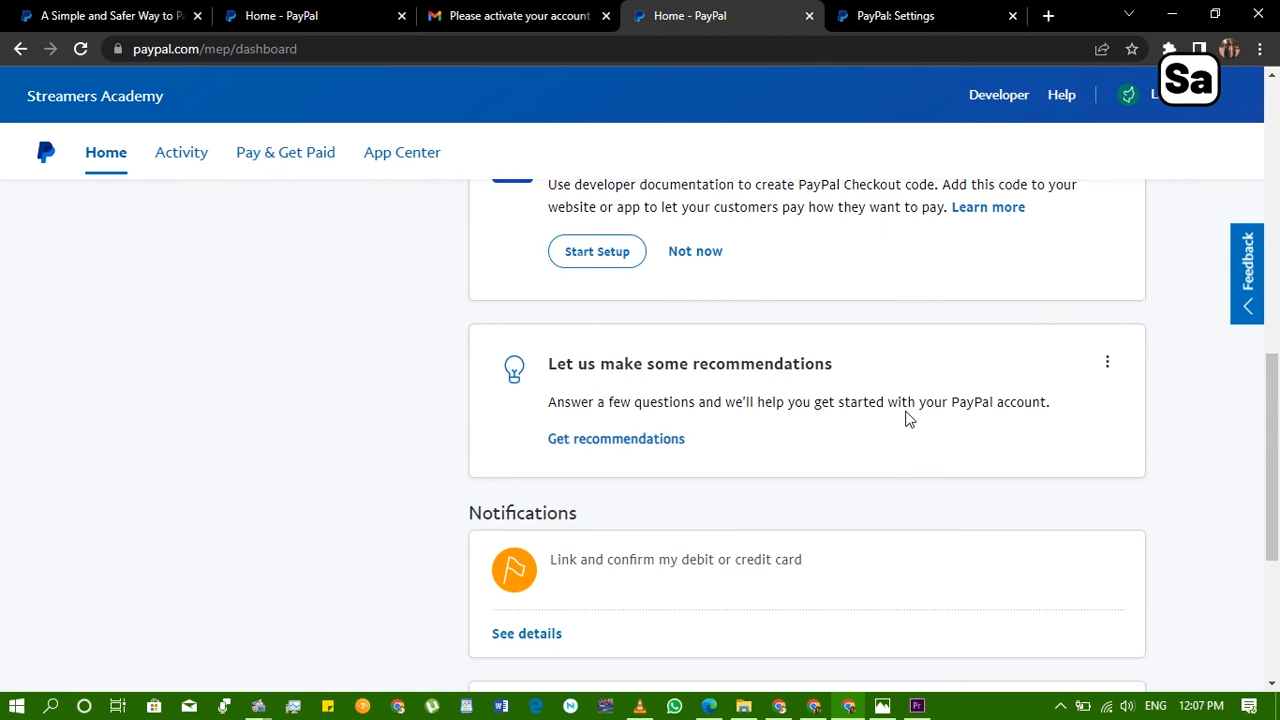 A Simple and Safer Way to Pa
Home - PayPal
Please activate your account
Home - PayPal
PayPal: Settings
paypal.com/mep/dashboard
Sa
Streamers Academy
Developer
Help
L
Home
Activity
Pay & Get Paid
App Center
Use developer documentation to create PayPal Checkout code. Add this code to your
website or app to let your customers pay how they want to pay. Learn more
Start Setup
Not now
Feedback
Let us make some recommendations
Answer a few questions and we'll help you get started with your PayPal account.
Get recommendations
Notifications
Link and confirm my debit or credit card
See details
ENG
12:07 PM